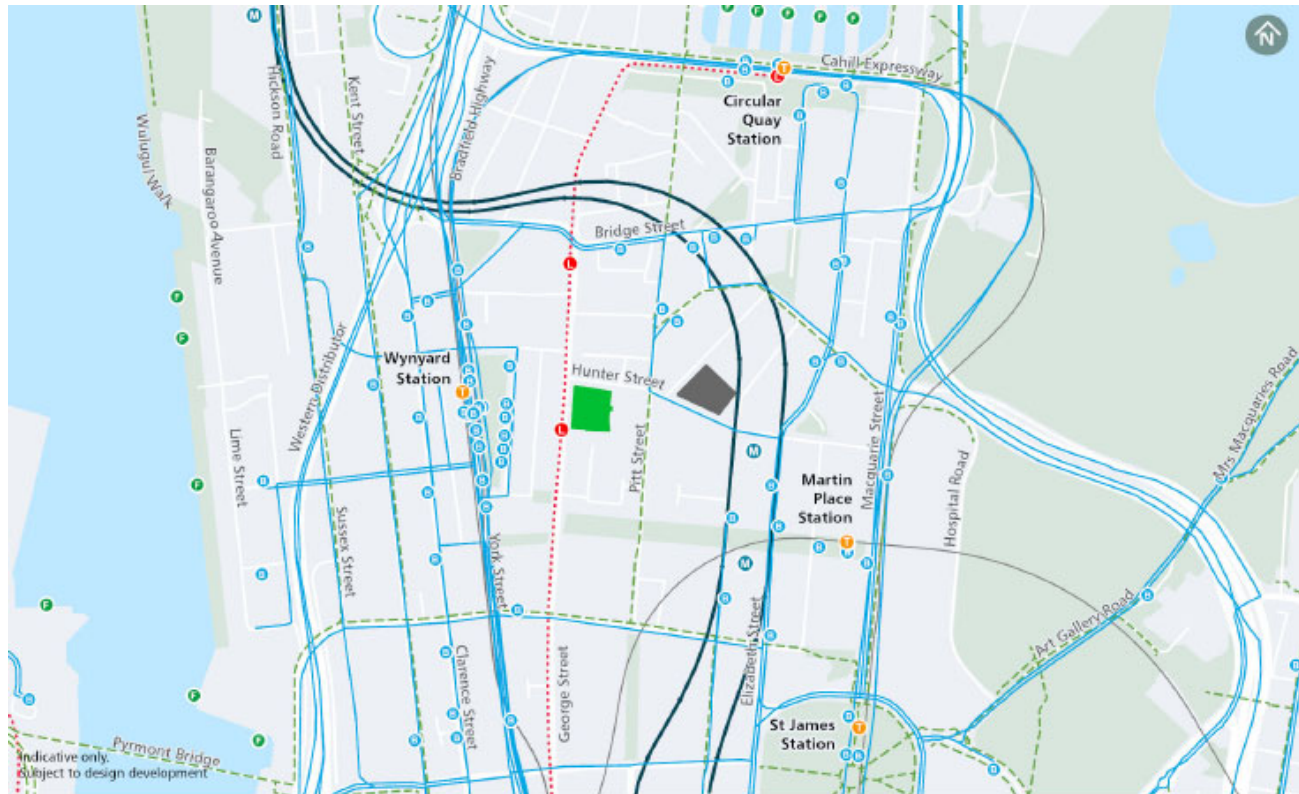 N
M
F F F F F
B B T
L
B B B B
Cahill Expressway
Circular
Quay
Station
Hickson Road
Kent Street
Bradfield Highway
Wulugul Walk
Barangaroo Avenue
Bridge Street
L
Western Distributor
Wynyard
Station
T
Hunter Street
L
Lime Street
Pitt Street
M
Macquarie Street
Martin
Place
Station
T
Hospital Road
Mrs Macquaries Road
Sussex Street
York Street
M
Elizabeth Street
Art Gallery Road
Clarence Street
George Street
St James
Station
T
Pyrmont Bridge
Indicative only.
Subject to design development